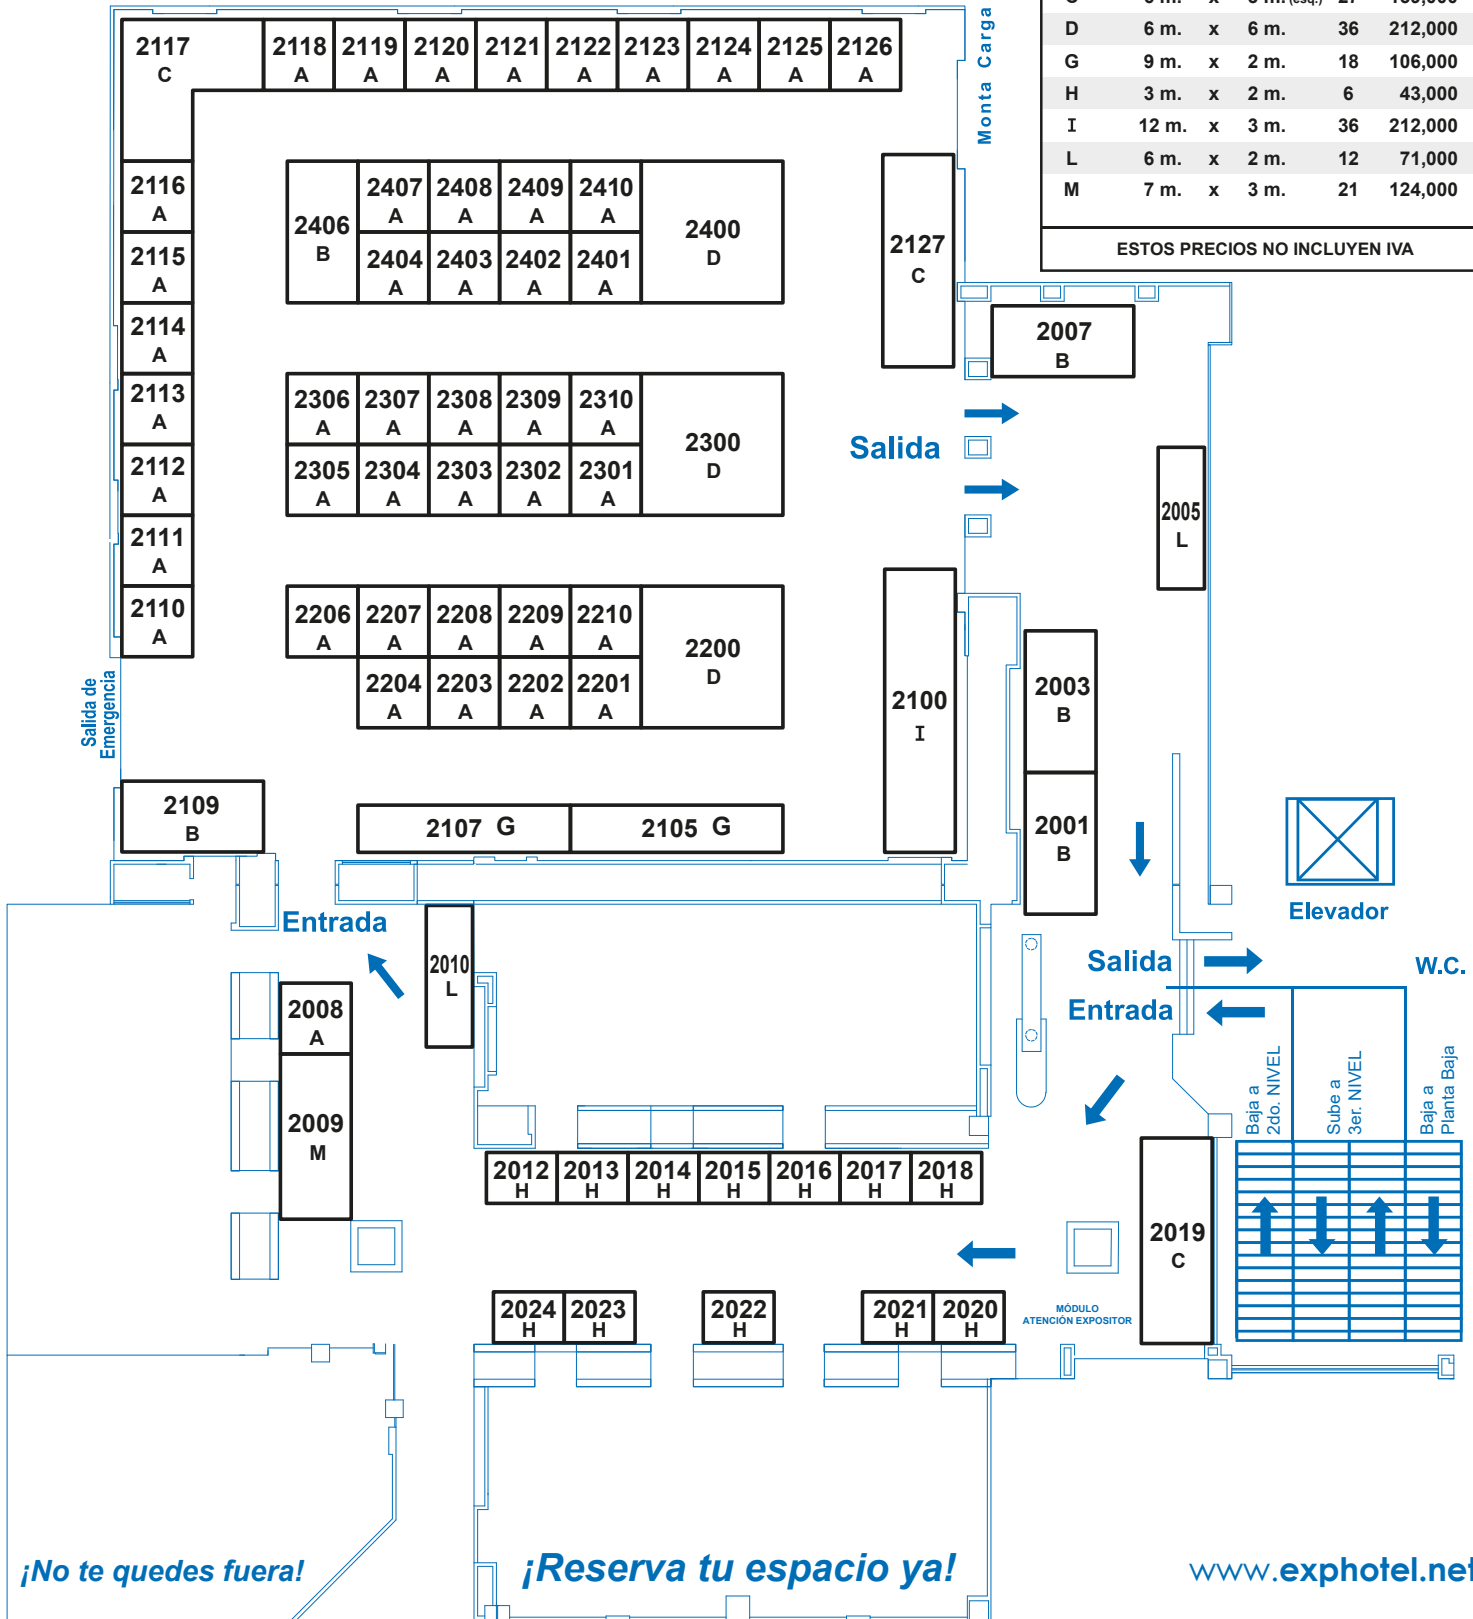 D 6 m. x 6 m. 36 212,000
G 9 m. x 2 m. 18 106,000
H 3 m. x 2 m. 6 43,000
I 12 m. x 3 m. 36 212,000
L 6 m. x 2 m. 12 71,000
M 7 m. x 3 m. 21 124,000
ESTOS PRECIOS NO INCLUYEN IVA
Monta Carga
2117 C
2118 A
2119 A
2120 A
2121 A
2122 A
2123 A
2124 A
2125 A
2126 A
2116 A
2115 A
2114 A
2113 A
2112 A
2111 A
2110 A
2406 B
2407 A
2408 A
2409 A
2410 A
2404 A
2403 A
2402 A
2401 A
2400 D
2127 C
2007 B
2306 A
2307 A
2308 A
2309 A
2310 A
2305 A
2304 A
2303 A
2302 A
2301 A
2300 D
Salida
2005 L
2206 A
2207 A
2208 A
2209 A
2210 A
2204 A
2203 A
2202 A
2201 A
2200 D
2100 I
2003 B
2001 B
Salida de
Emergencia
2109 B
2107 G
2105 G
Elevador
Entrada
2010 L
Salida
W.C.
Entrada
2008 A
2009 M
Baja a
2do. NIVEL
Sube a
3er. NIVEL
Baja a
Planta Baja
2012 H
2013 H
2014 H
2015 H
2016 H
2017 H
2018 H
2019 C
2024 H
2023 H
2022 H
2021 H
2020 H
MÓDULO
ATENCIÓN EXPOSITOR
¡No te quedes fuera!
¡Reserva tu espacio ya!
www.exphotel.net